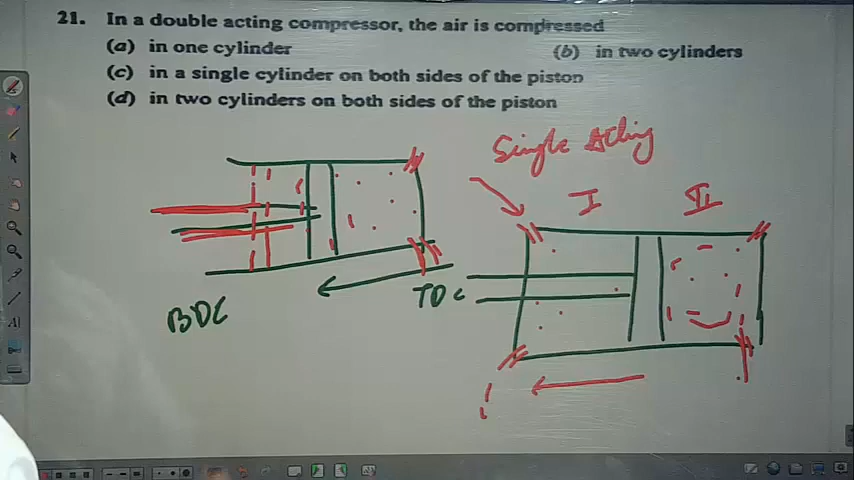 21. In a double acting compressor, the air is compressed
(a) in one cylinder (b) in two cylinders
(c) in a single cylinder on both sides of the piston
(d) in two cylinders on both sides of the piston
Single Acting
I II
TDC
BDC